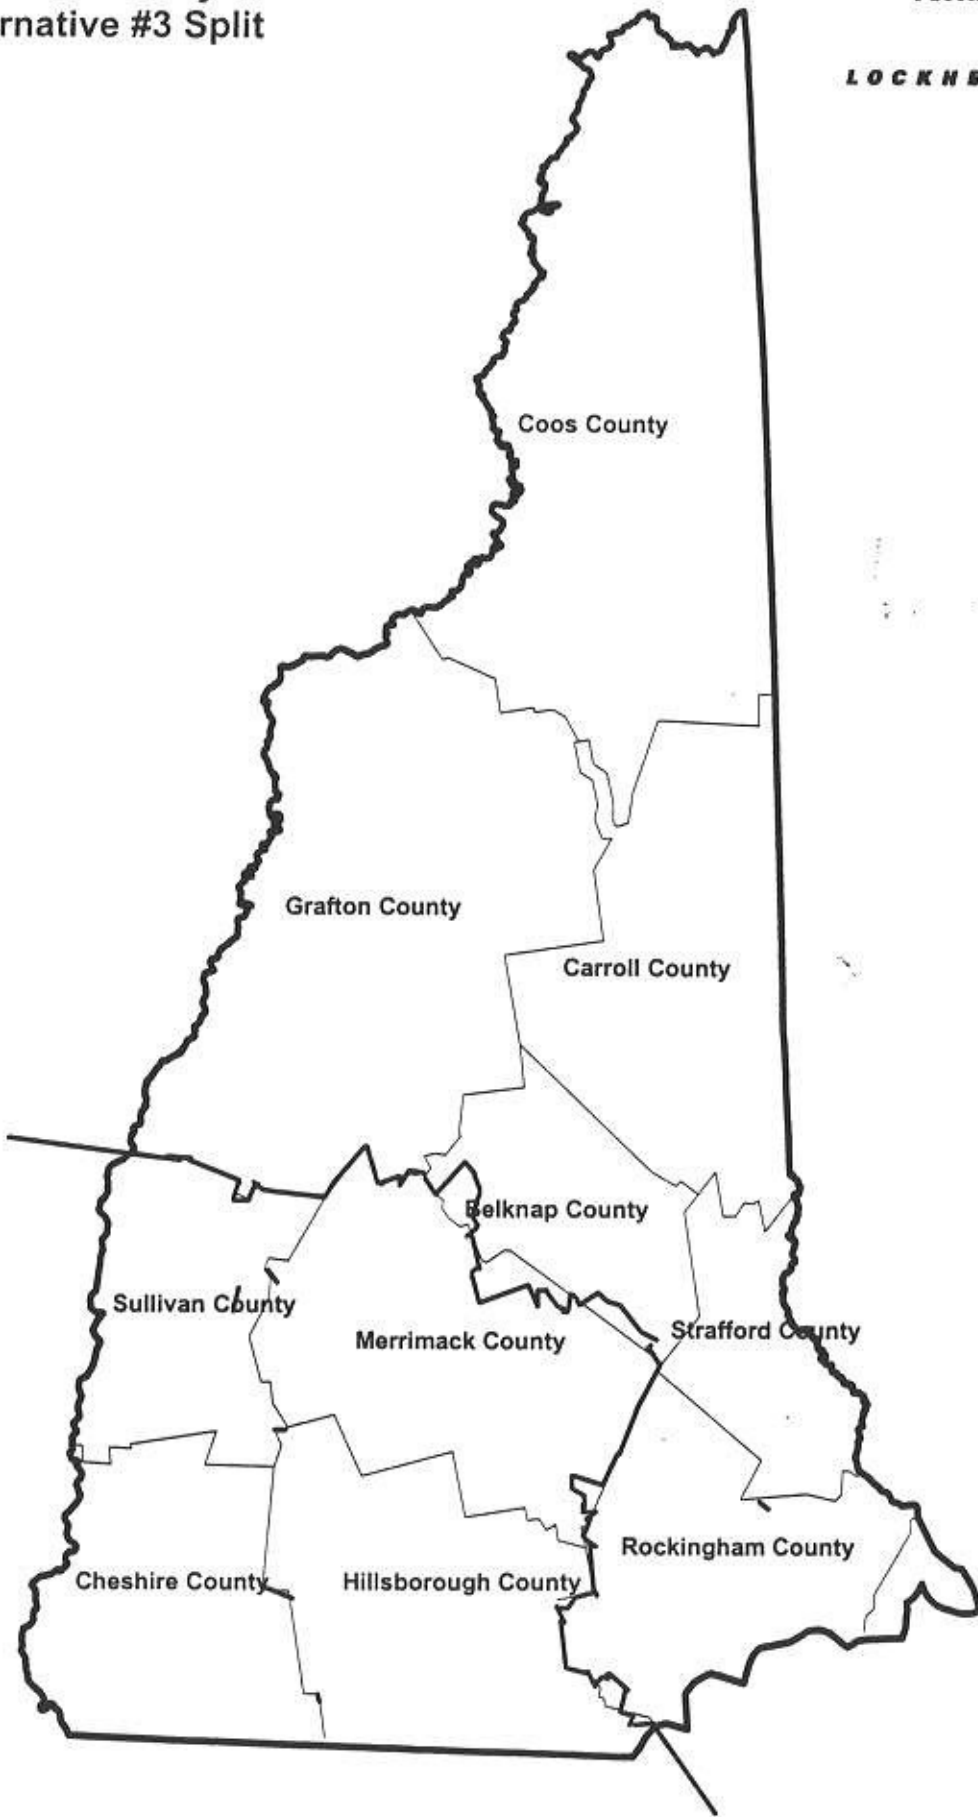 rnative #3 Split
LOCKHE
Coos County
Grafton County
Carroll County
Belknap County
Sullivan County
Strafford County
Merrimack County
Rockingham County
Cheshire County
Hillsborough County